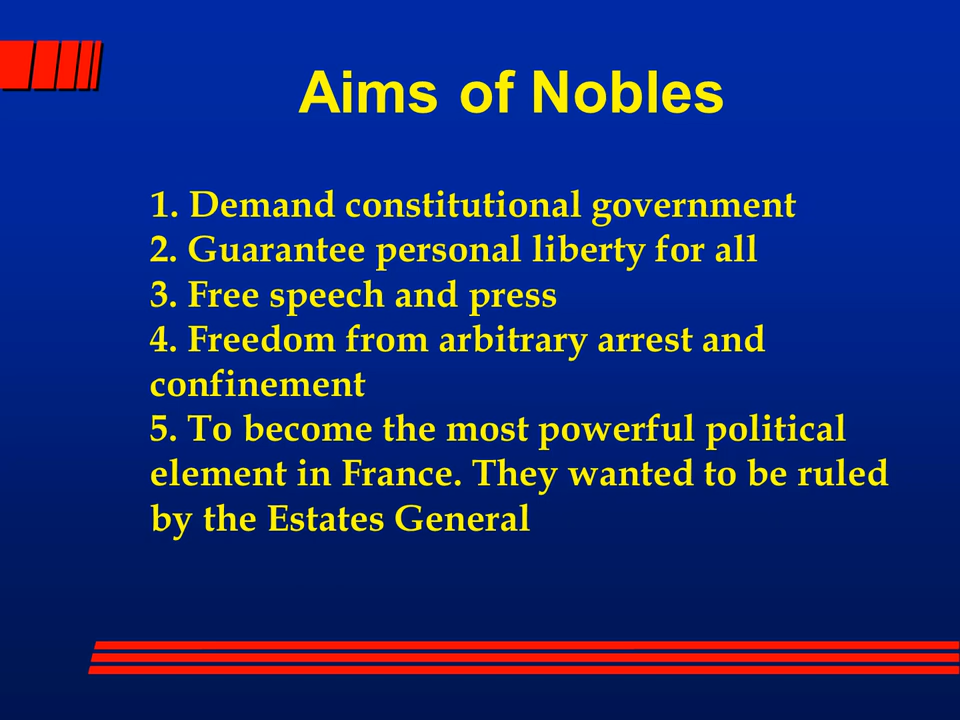 Aims of Nobles
1. Demand constitutional government
2. Guarantee personal liberty for all
3. Free speech and press
4. Freedom from arbitrary arrest and
confinement
5. To become the most powerful political
element in France. They wanted to be ruled
by the Estates General